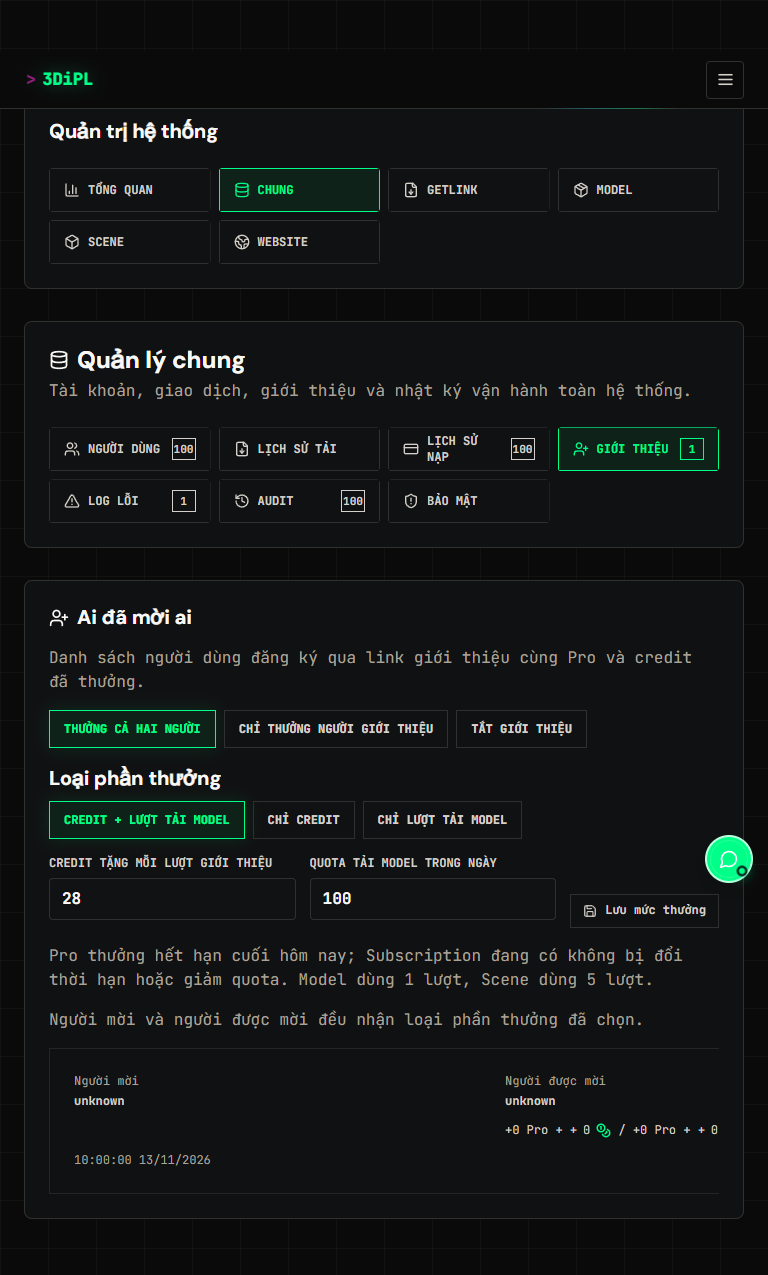 > 3DiPL
Quản trị hệ thống
TỔNG QUAN
CHUNG
GETLINK
MODEL
SCENE
WEBSITE
Quản lý chung
Tài khoản, giao dịch, giới thiệu và nhật ký vận hành toàn hệ thống.
NGƯỜI DÙNG 100
LỊCH SỬ TẢI
LỊCH SỬ
NẠP
100
GIỚI THIỆU 1
LOG LỖI 1
AUDIT 100
BẢO MẬT
Ai đã mời ai
Danh sách người dùng đăng ký qua link giới thiệu cùng Pro và credit
đã thưởng.
THƯỞNG CẢ HAI NGƯỜI
CHỈ THƯỞNG NGƯỜI GIỚI THIỆU
TẮT GIỚI THIỆU
Loại phần thưởng
CREDIT + LƯỢT TẢI MODEL
CHỈ CREDIT
CHỈ LƯỢT TẢI MODEL
CREDIT TẶNG MỖI LƯỢT GIỚI THIỆU
28
QUOTA TẢI MODEL TRONG NGÀY
100
Lưu mức thưởng
Pro thưởng hết hạn cuối hôm nay; Subscription đang có không bị đổi
thời hạn hoặc giảm quota. Model dùng 1 lượt, Scene dùng 5 lượt.
Người mời và người được mời đều nhận loại phần thưởng đã chọn.
Người mời
unknown
Người được mời
unknown
+0 Pro + + 0 / +0 Pro + + 0
10:00:00 13/11/2026